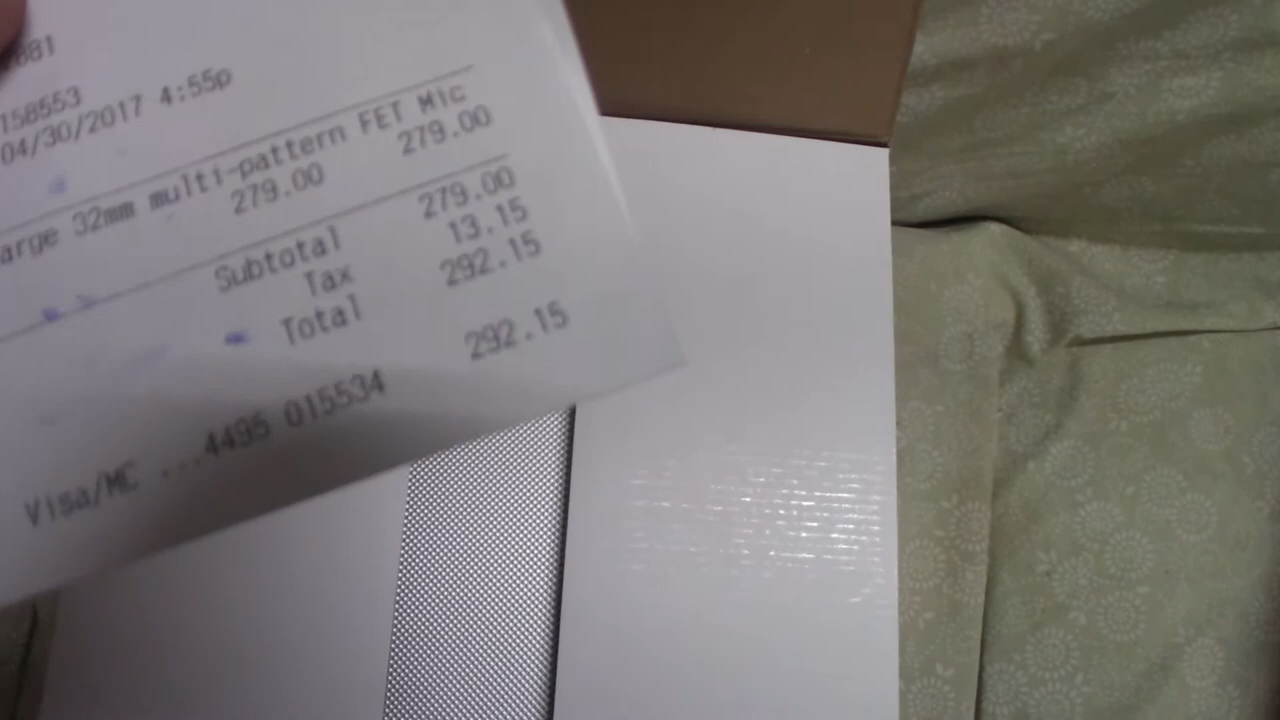 881
158553
04/30/2017 4:55p
arge 32mm multi-pattern FET Mic
279.00 279.00
Subtotal 279.00
Tax 13.15
Total 292.15
292.15
Visa/MC ...4495 015534